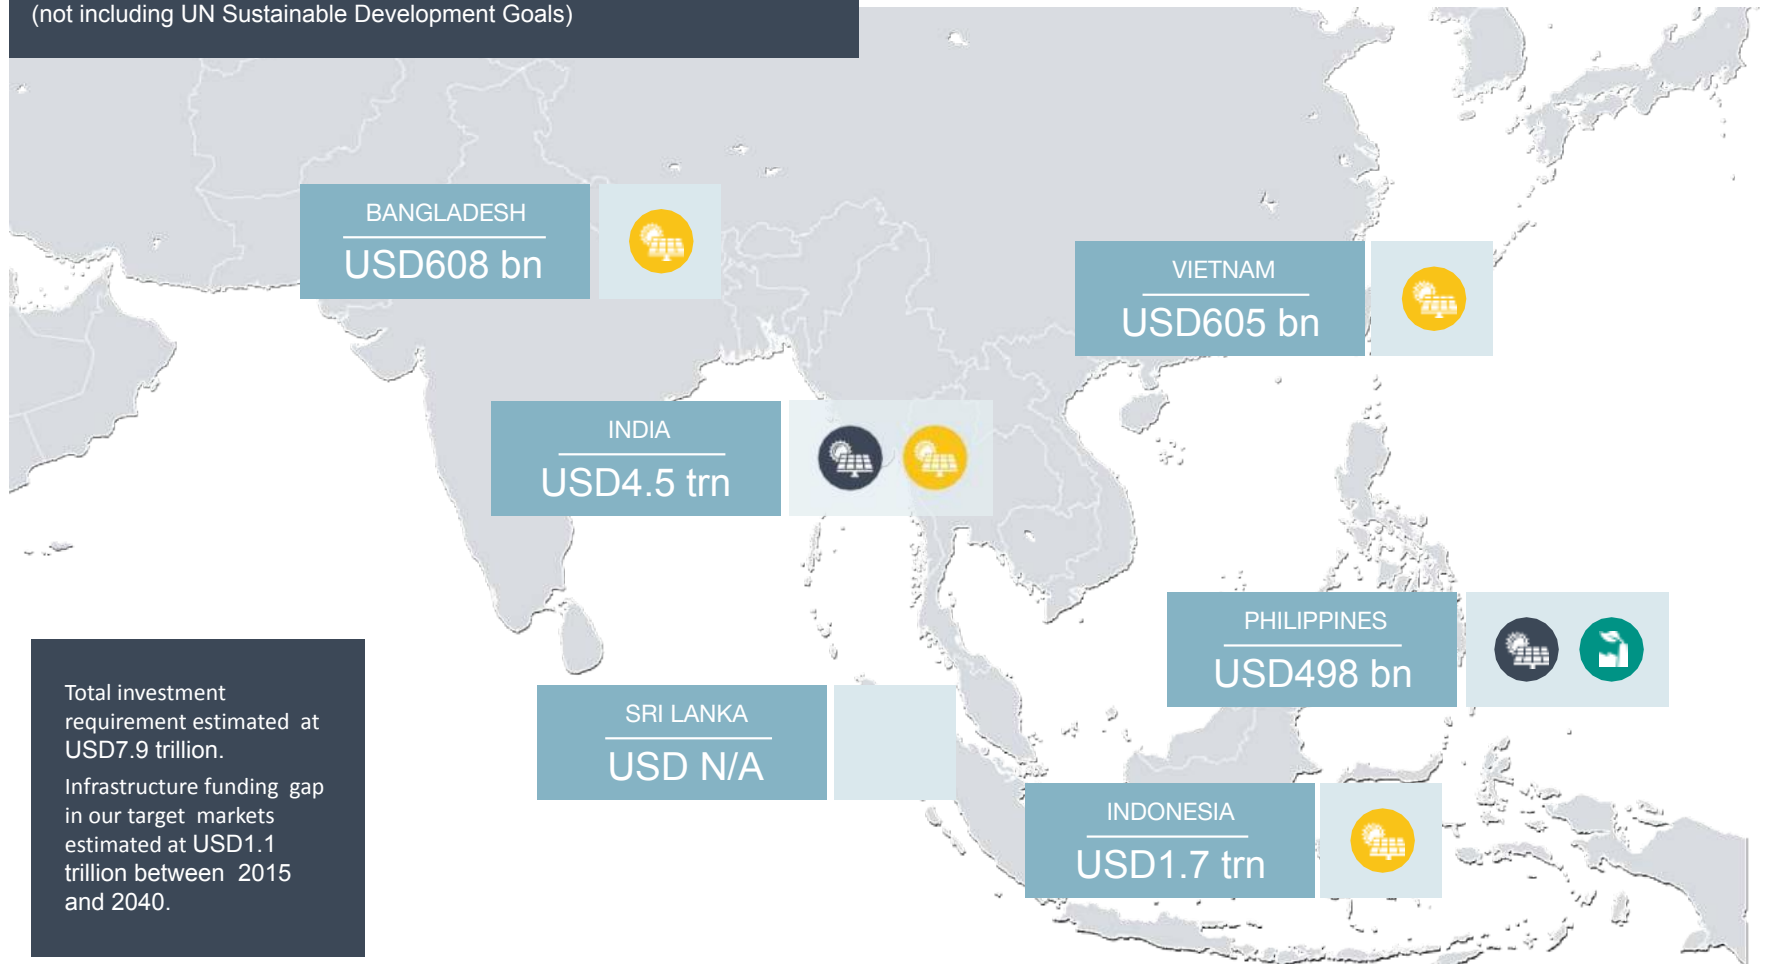 (not including UN Sustainable Development Goals)
BANGLADESH
USD608 bn
VIETNAM
USD605 bn
INDIA
USD4.5 trn
PHILIPPINES
USD498 bn
SRI LANKA
USD N/A
INDONESIA
USD1.7 trn
Total investment
requirement estimated at
USD7.9 trillion.
Infrastructure funding gap
in our target markets
estimated at USD1.1
trillion between 2015
and 2040.